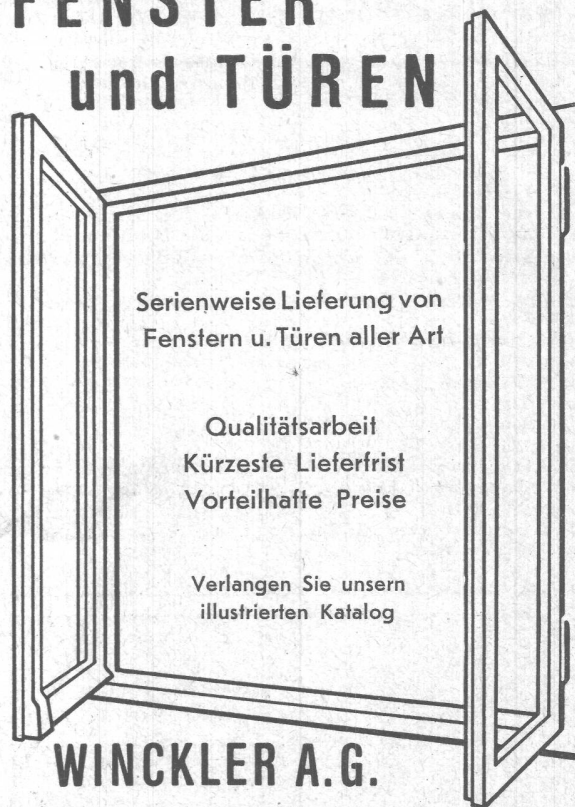 FENSTER
und TÜREN
Serienweise Lieferung von
Fenstern u. Türen aller Art
Qualitätsarbeit
Kürzeste Lieferfrist
Vorteilhafte Preise
Verlangen Sie unsern
illustrierten Katalog
WINCKLER A.G.